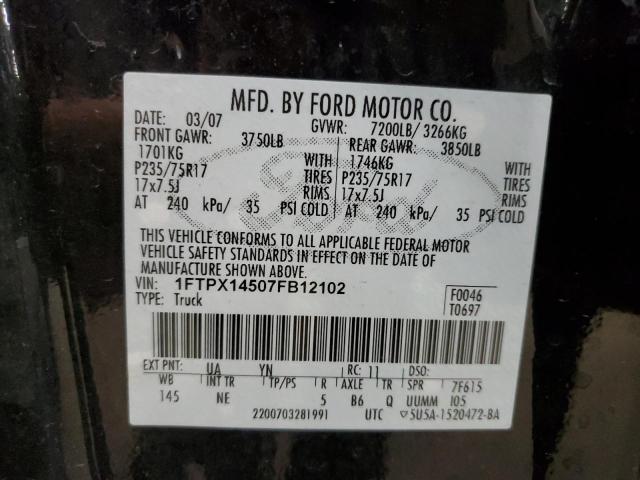 MFD. BY FORD MOTOR CO.
DATE: 03/07 GVWR: 7200LB/ 3266KG
FRONT GAWR: 3750LB REAR GAWR: 3850LB
1701KG WITH 1746KG WITH
P235/75R17 TIRES P235/75R17 TIRES
17x7.5J RIMS 17x7.5J RIMS
AT 240 kPa/ 35 PSI COLD AT 240 kPa/ 35 PSI COLD
Ford
THIS VEHICLE CONFORMS TO ALL APPLICABLE FEDERAL MOTOR
VEHICLE SAFETY STANDARDS IN EFFECT ON THE DATE OF
MANUFACTURE SHOWN ABOVE.
VIN: 1FTPX14507FB12102 F0046
TYPE: Truck T0697
EXT PNT: UA YN RC: 11 DSO:
WB INT TR TP/PS R AXLE TR SPR 7F615
145 NE 5 B6 Q UUMM I05
2200703281991 UTC 5U5A-1520472-BA